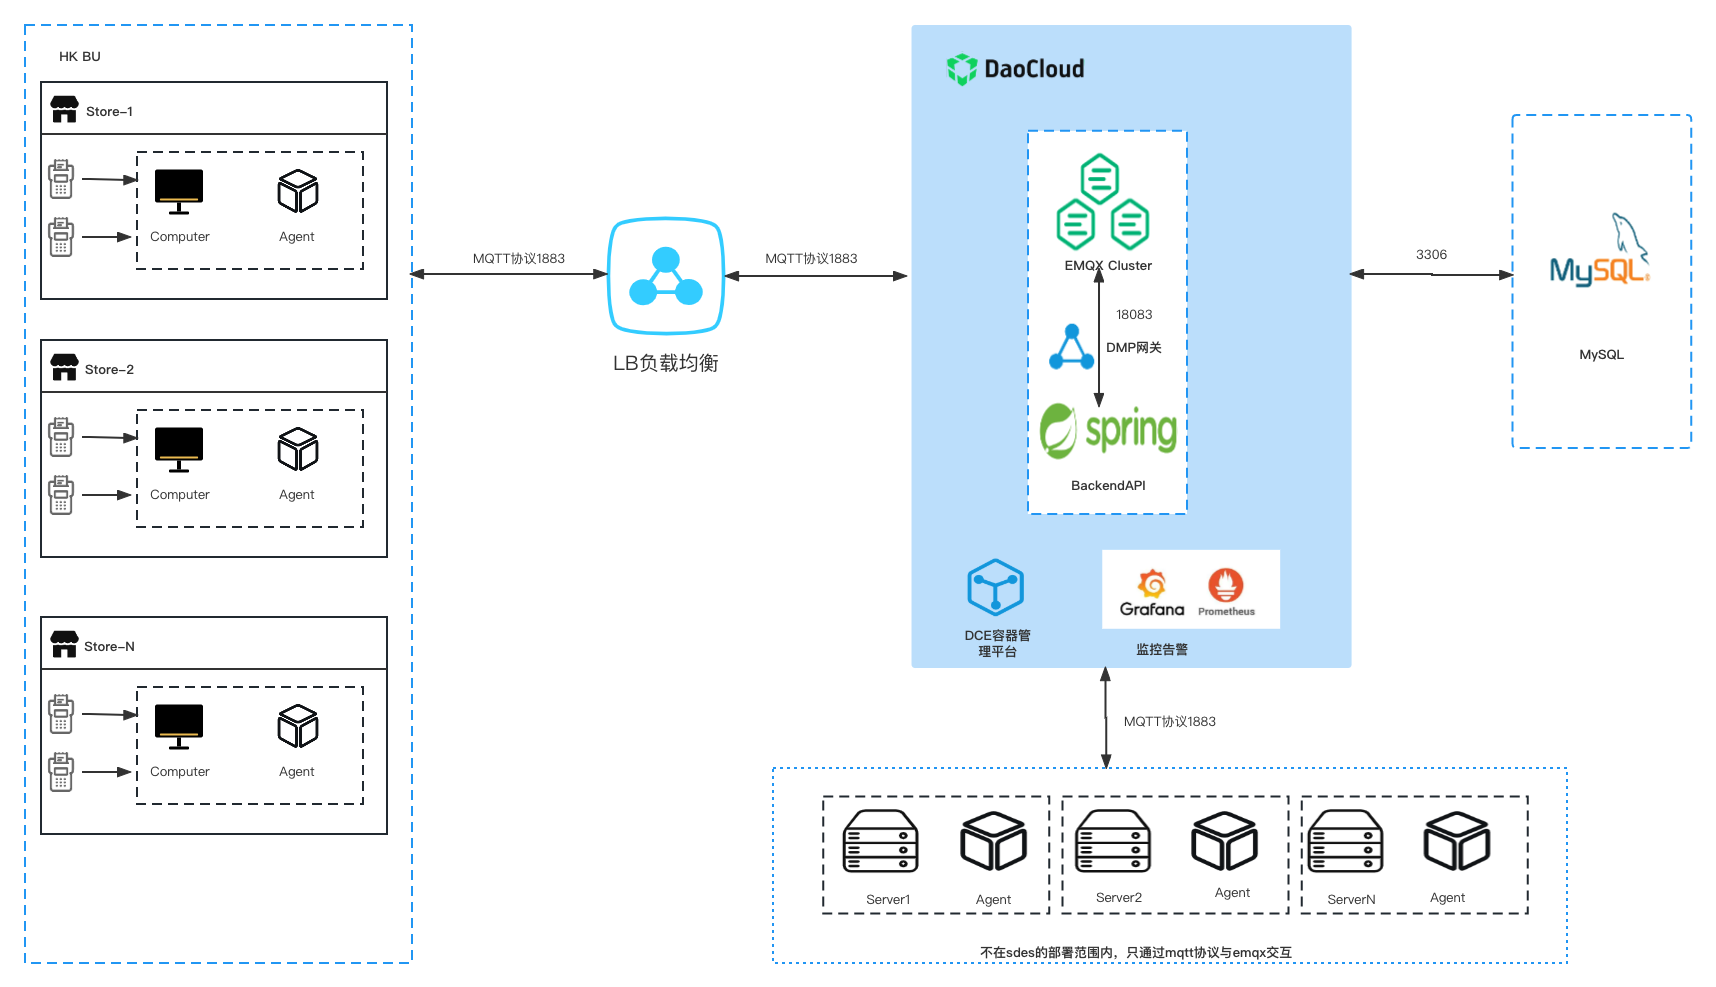 HK BU
Store-1
Computer
Agent
Store-2
Computer
Agent
Store-N
Computer
Agent
MQTT协议1883
LB负载均衡
MQTT协议1883
DaoCloud
EMQX Cluster
18083
DMP网关
spring
BackendAPI
DCE容器管
理平台
Grafana
Prometheus
监控告警
3306
MySQL
MySQL
MQTT协议1883
Server1
Agent
Server2
Agent
ServerN
Agent
不在sdes的部署范围内，只通过mqtt协议与emqx交互